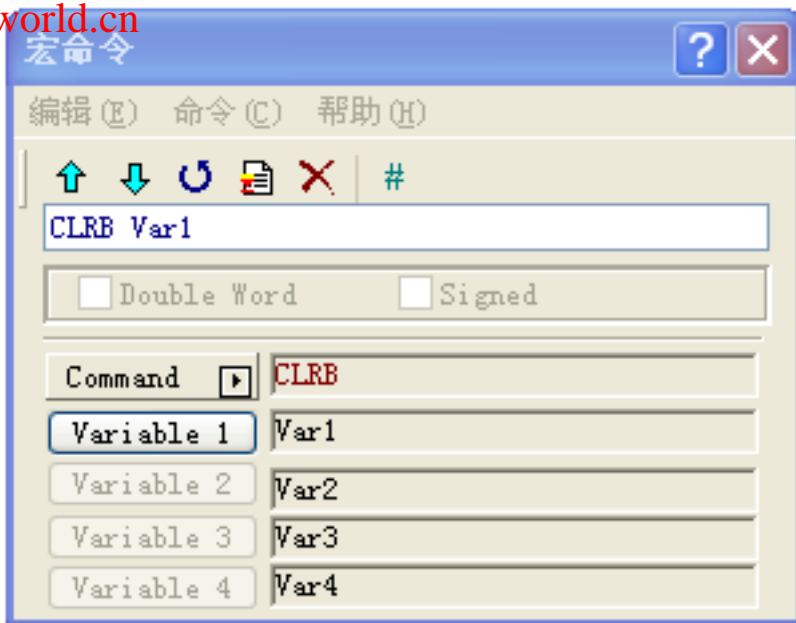 world.cn
宏命令
编辑(E) 命令(C) 帮助(H)
#
CLRB Var1
Double Word Signed
Command CLRB
Variable 1 Var1
Variable 2 Var2
Variable 3 Var3
Variable 4 Var4